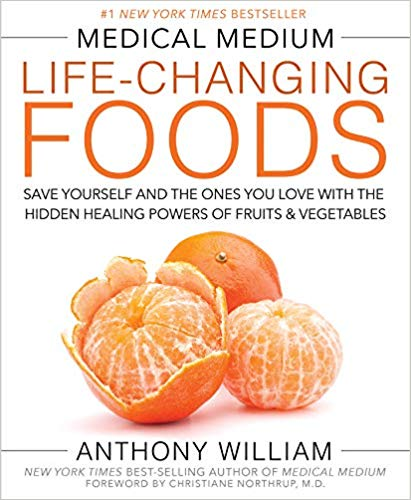 #1 NEW YORK TIMES BESTSELLER
MEDICAL MEDIUM
LIFE-CHANGING
FOODS
SAVE YOURSELF AND THE ONES YOU LOVE WITH THE
HIDDEN HEALING POWERS OF FRUITS & VEGETABLES
ANTHONY WILLIAM
NEW YORK TIMES BEST-SELLING AUTHOR OF MEDICAL MEDIUM
FOREWORD BY CHRISTIANE NORTHRUP, M.D.